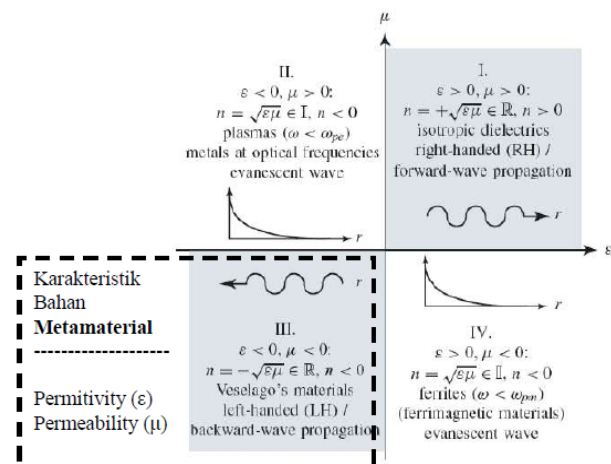 μ
II.
ε < 0, μ > 0:
n = √εμ ∈ I, n < 0
plasmas (ω < ωpe)
metals at optical frequencies
evanescent wave
r
I.
ε > 0, μ > 0:
n = +√εμ ∈ ℝ, n > 0
isotropic dielectrics
right-handed (RH) /
forward-wave propagation
r
ε
Karakteristik
Bahan
Metamaterial
Permitivity (ε)
Permeability (μ)
r
III.
ε < 0, μ < 0:
n = −√εμ ∈ ℝ, n < 0
Veselago's materials
left-handed (LH) /
backward-wave propagation
r
IV.
ε > 0, μ < 0:
n = √εμ ∈ 𝕀, n < 0
ferrites (ω < ωpm)
(ferrimagnetic materials)
evanescent wave